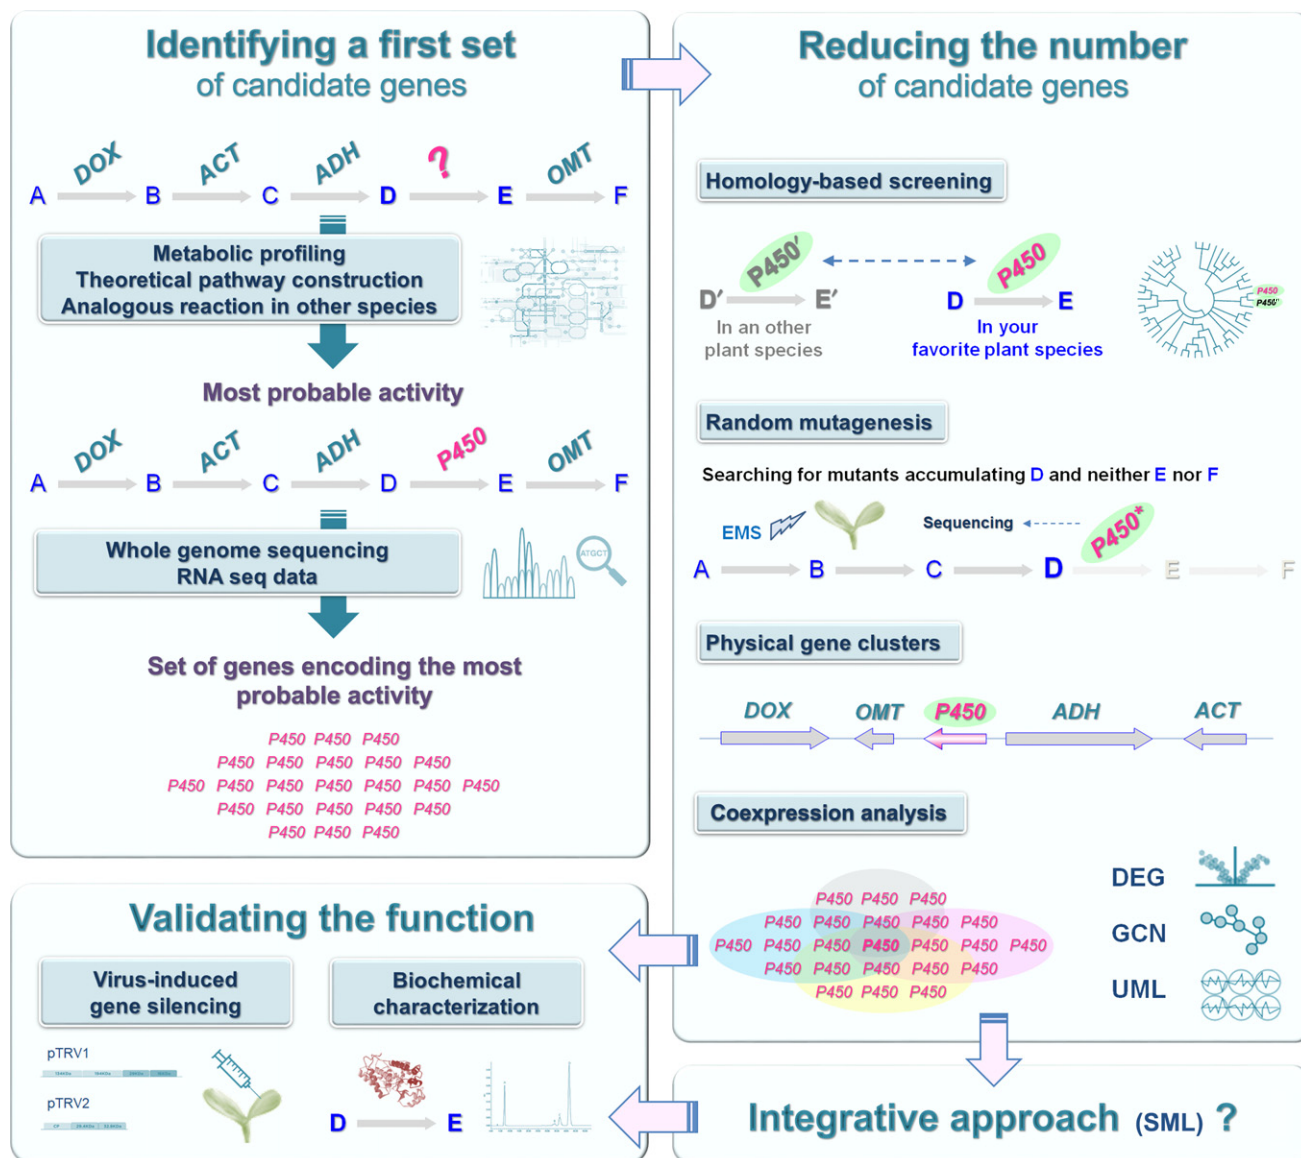 Identifying a first set
of candidate genes
DOX ACT ADH ? OMT
A B C D E F
Metabolic profiling
Theoretical pathway construction
Analogous reaction in other species
Most probable activity
DOX ACT ADH P450 OMT
A B C D E F
Whole genome sequencing
RNA seq data
ATGCT
Set of genes encoding the most
probable activity
P450 P450 P450
P450 P450 P450 P450 P450
P450 P450 P450 P450 P450 P450 P450
P450 P450 P450 P450 P450
P450 P450 P450
Reducing the number
of candidate genes
Homology-based screening
P450′ P450
D′ E′ D E
In an other
plant species
In your
favorite plant species
P450
P450′
Random mutagenesis
Searching for mutants accumulating D and neither E nor F
EMS Sequencing P450*
A B C D E F
Physical gene clusters
DOX OMT P450 ADH ACT
Coexpression analysis
P450 P450 P450
P450 P450 P450 P450 P450
P450 P450 P450 P450 P450 P450 P450
P450 P450 P450 P450 P450
P450 P450 P450
DEG
GCN
UML
Validating the function
Virus-induced
gene silencing
pTRV1
pTRV2
Biochemical
characterization
D E
Integrative approach (SML) ?